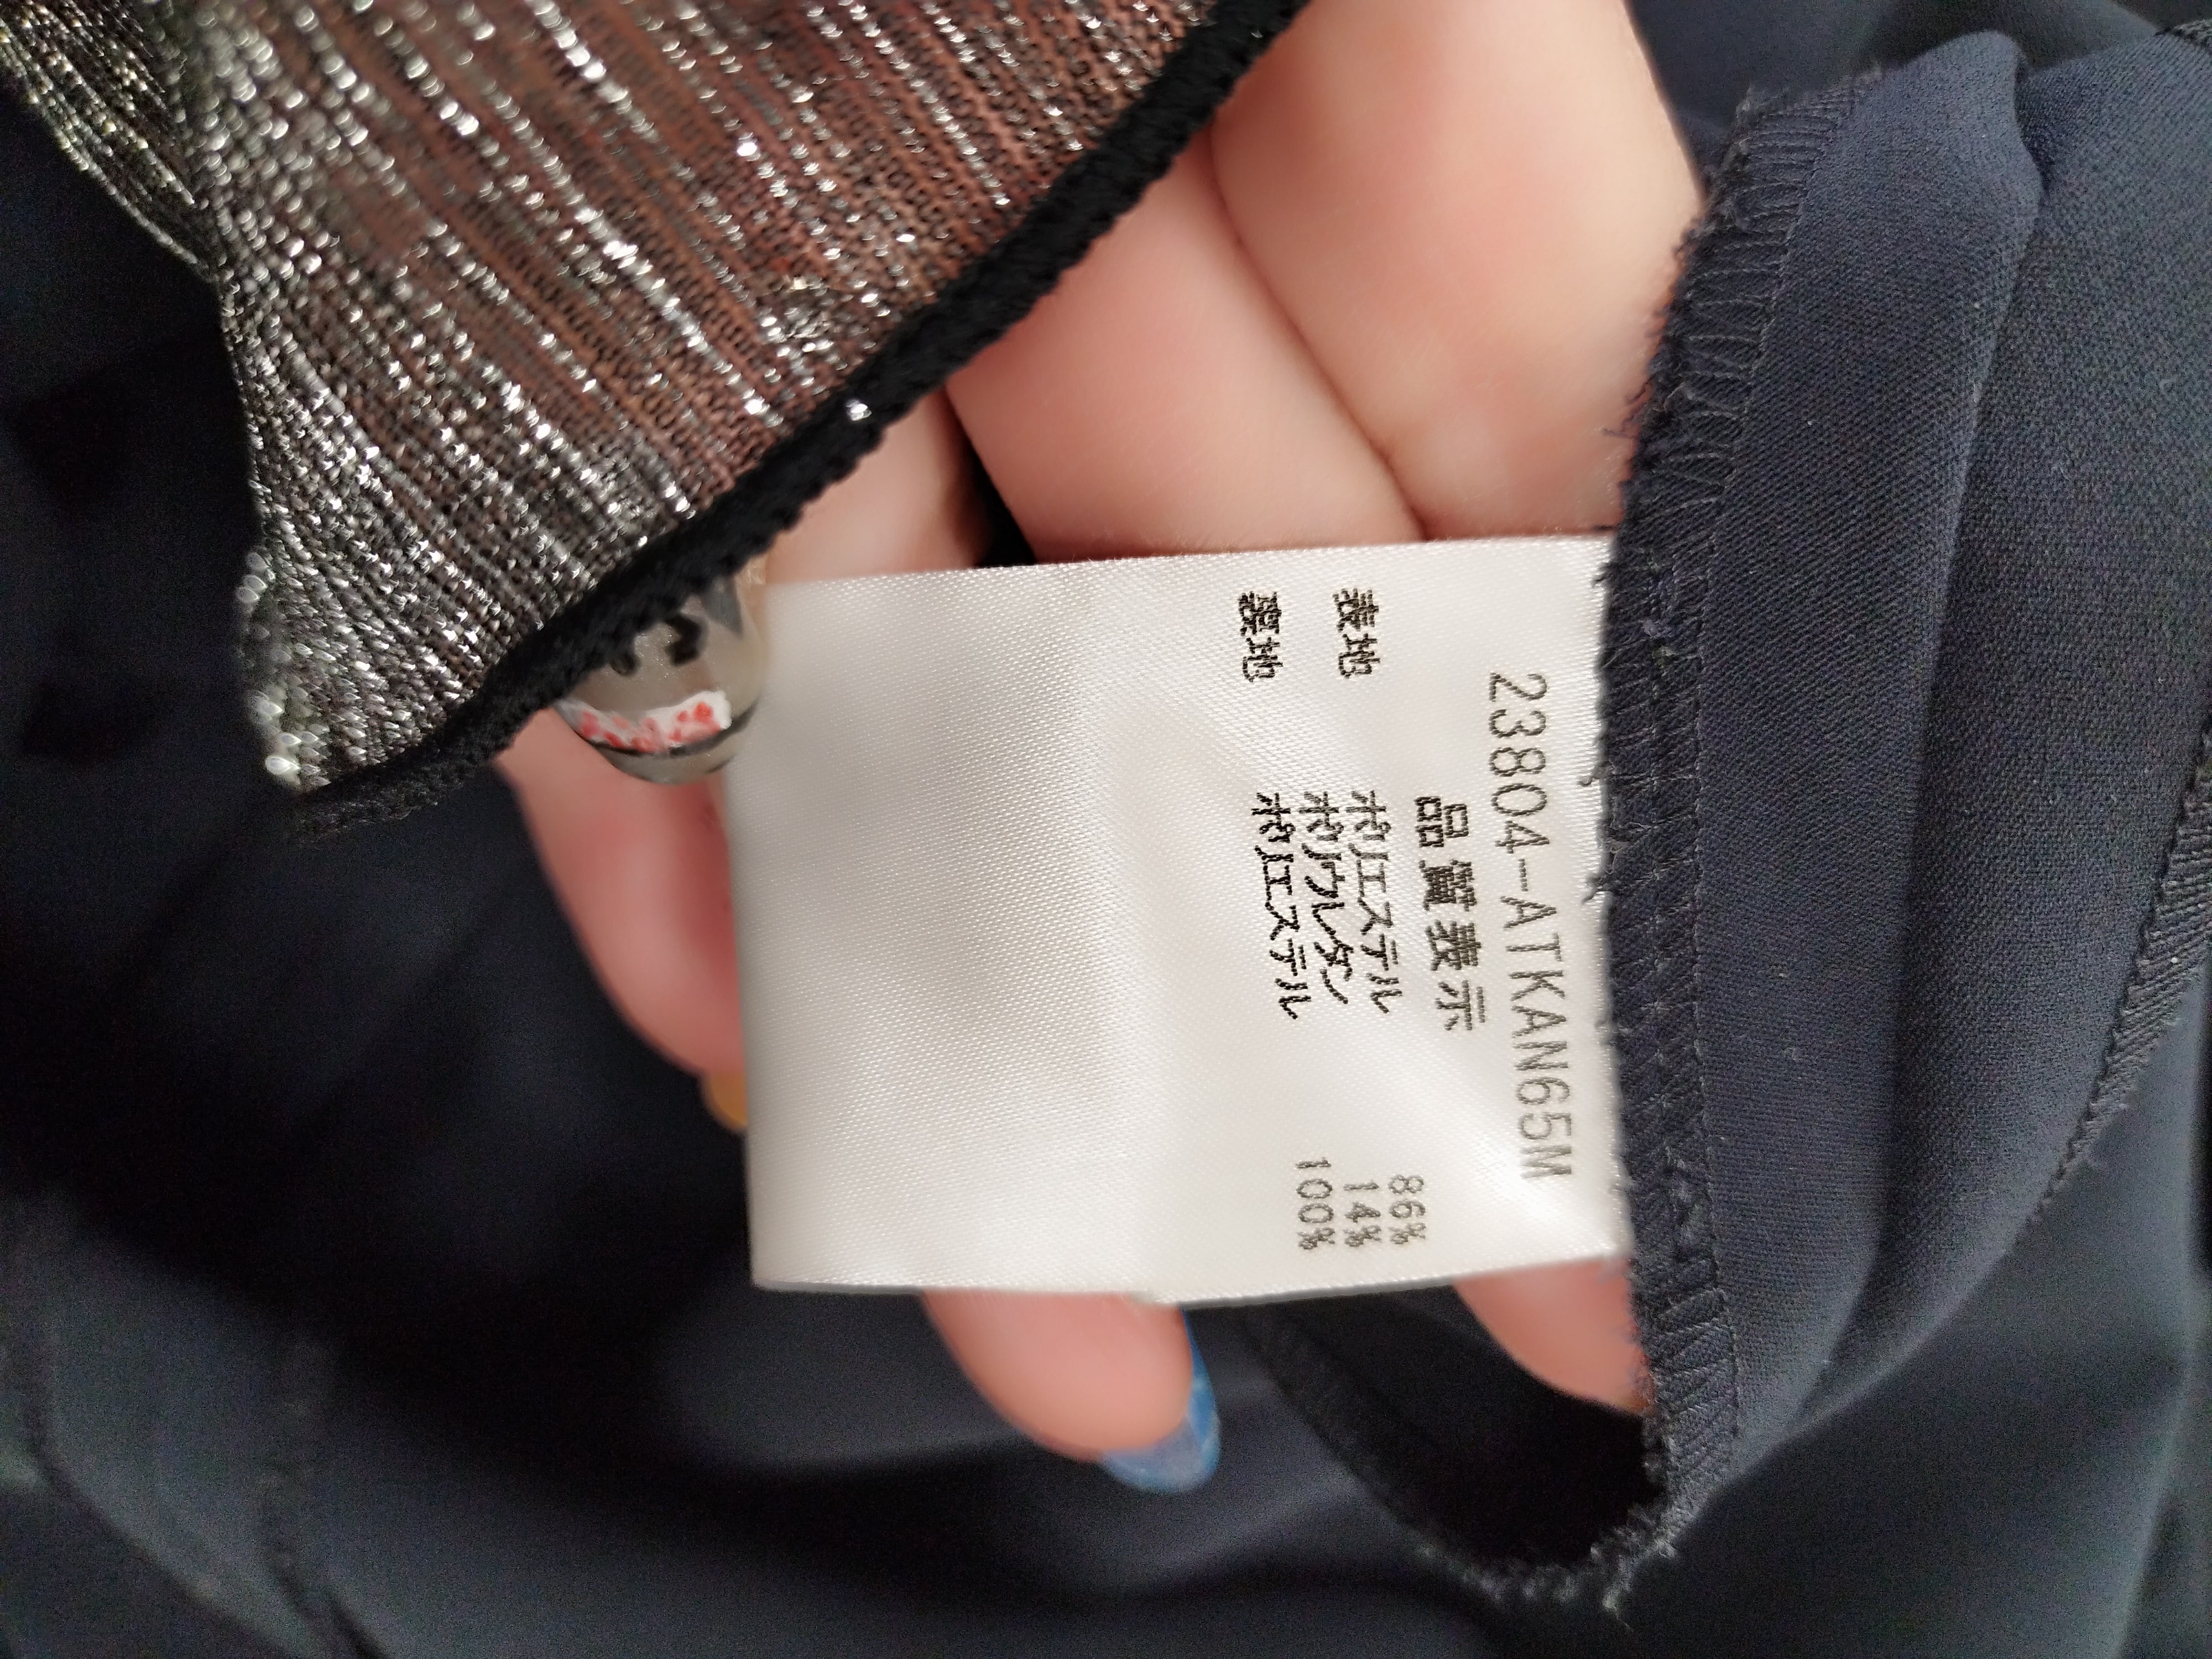 23804-ATKAN65M
品質表示
表地 ポリエステル 86%
ポリウレタン 14%
裏地 ポリエステル 100%